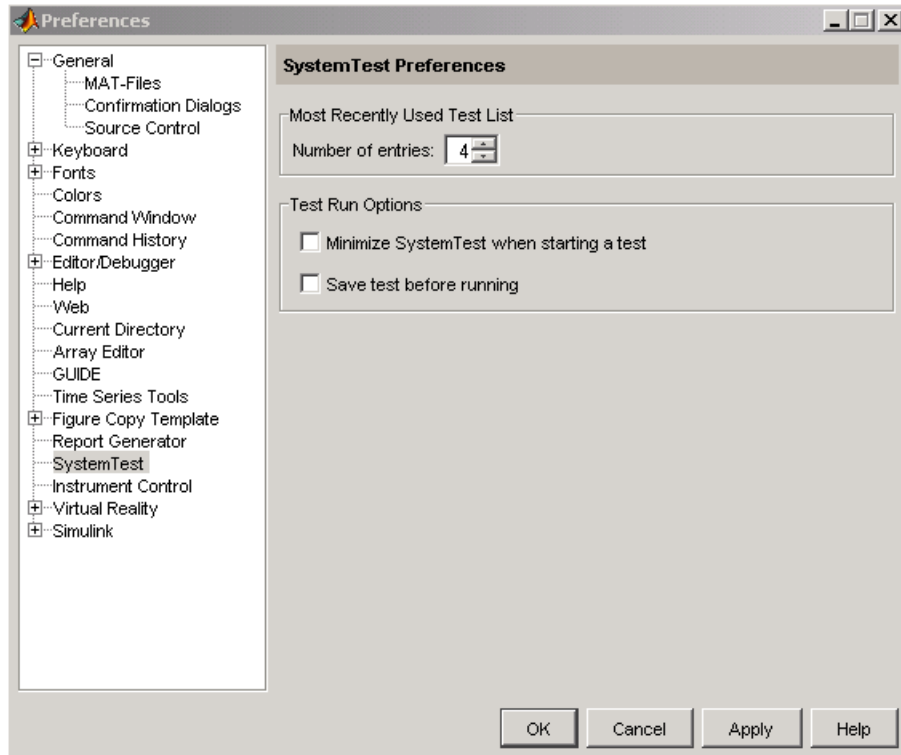 Preferences
General
MAT-Files
Confirmation Dialogs
Source Control
Keyboard
Fonts
Colors
Command Window
Command History
Editor/Debugger
Help
Web
Current Directory
Array Editor
GUIDE
Time Series Tools
Figure Copy Template
Report Generator
SystemTest
Instrument Control
Virtual Reality
Simulink
SystemTest Preferences
Most Recently Used Test List
Number of entries: 4
Test Run Options
Minimize SystemTest when starting a test
Save test before running
OK Cancel Apply Help